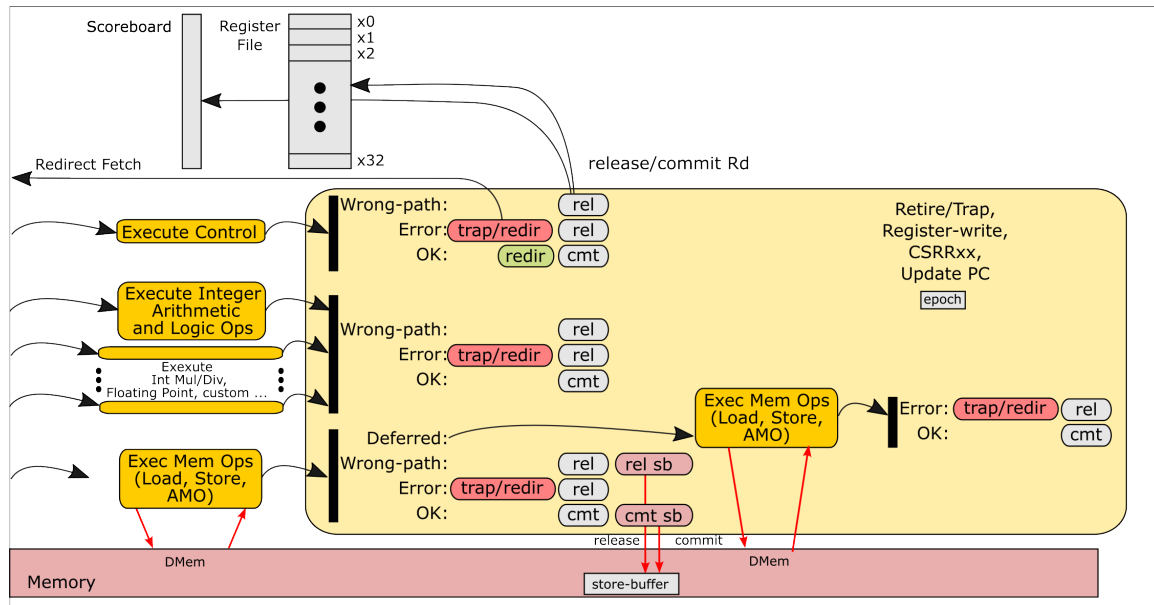 Scoreboard
Register
File
x0
x1
x2
x32
Redirect Fetch
release/commit Rd
Execute Control
Wrong-path: rel
Error: trap/redir rel
OK: redir cmt
Retire/Trap,
Register-write,
CSRRxx,
Update PC
epoch
Execute Integer
Arithmetic
and Logic Ops
Exexute
Int Mul/Div,
Floating Point, custom ...
Wrong-path: rel
Error: trap/redir rel
OK: cmt
Exec Mem Ops
(Load, Store,
AMO)
Error: trap/redir rel
OK: cmt
Exec Mem Ops
(Load, Store,
AMO)
Deferred:
Wrong-path: rel rel sb
Error: trap/redir rel
OK: cmt cmt sb
release commit
DMem
DMem
Memory
store-buffer